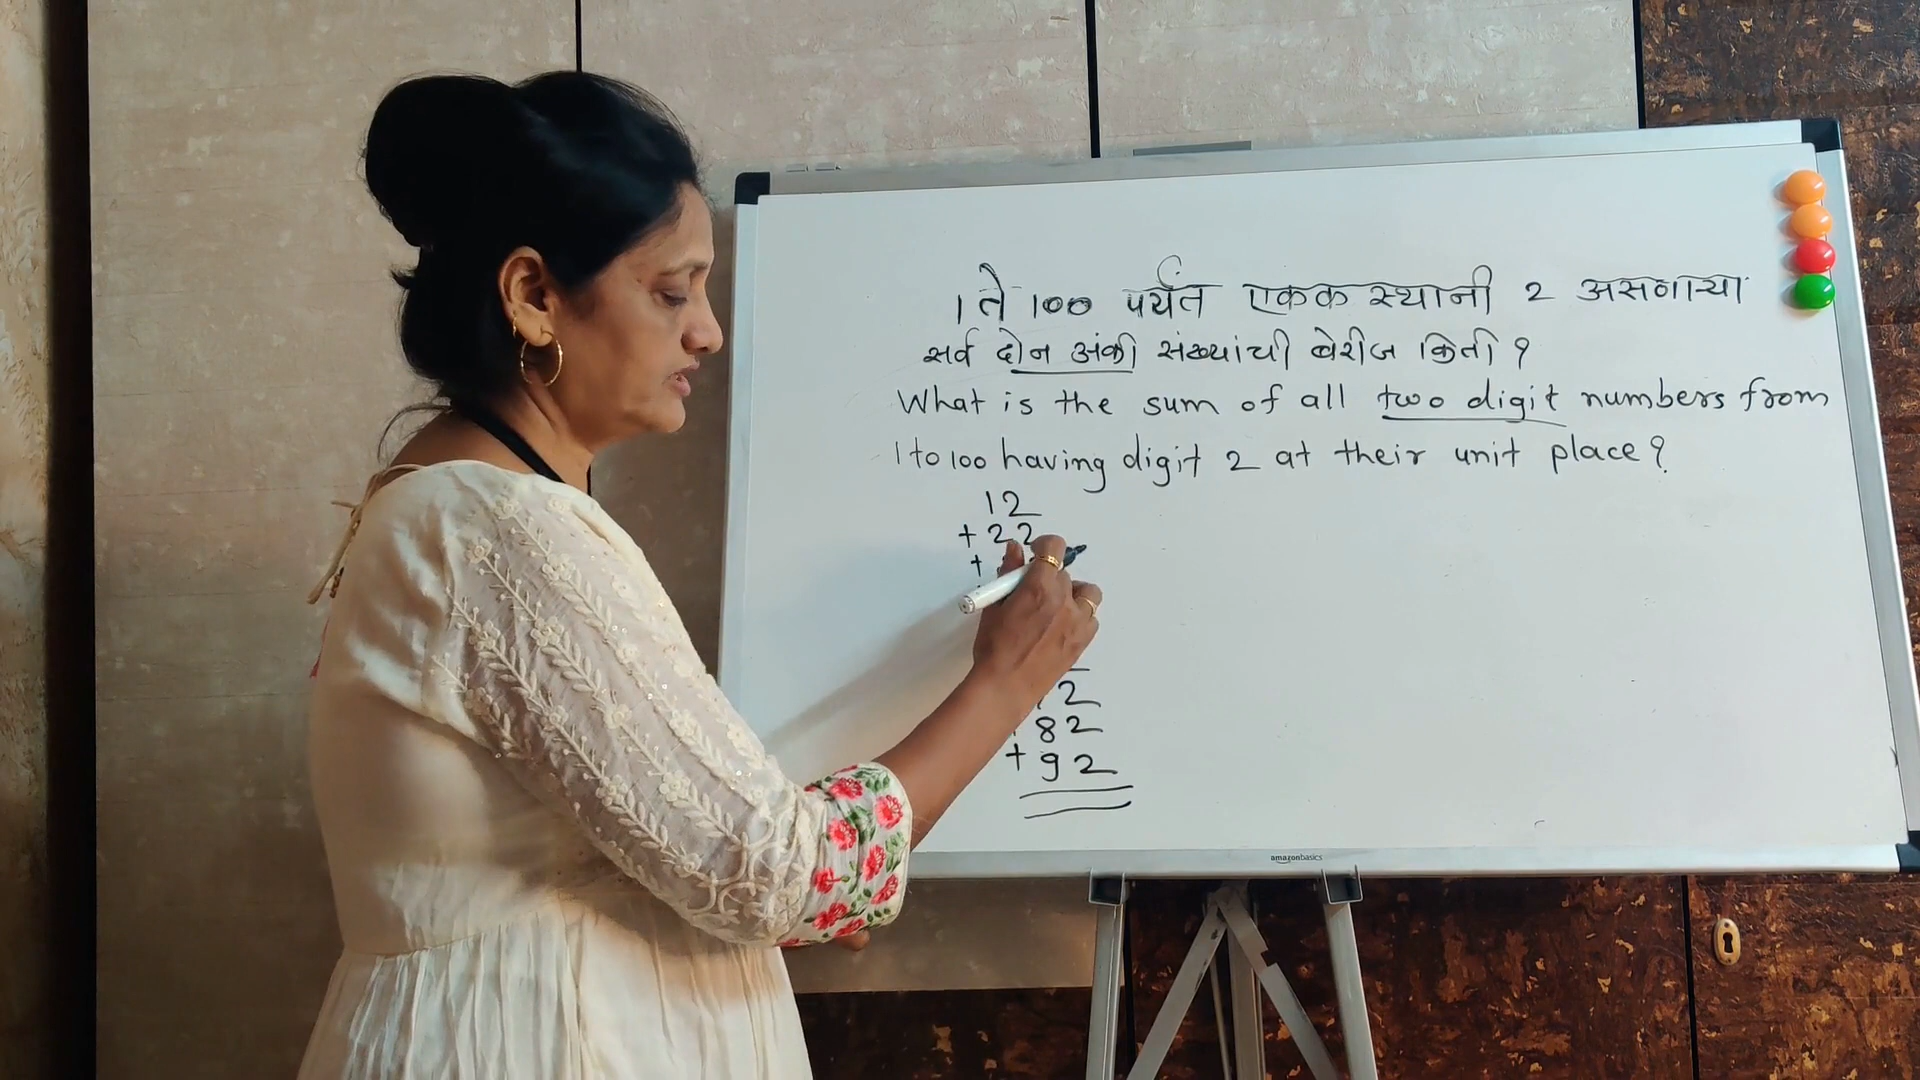 1 ते 100 पर्यंत एकक स्थानी 2 असणाऱ्या
सर्व दोन अंकी संख्यांची बेरीज किती ?
What is the sum of all two digit numbers from
1 to 100 having digit 2 at their unit place?
12
+ 22
+
2
82
+ 92
amazonbasics